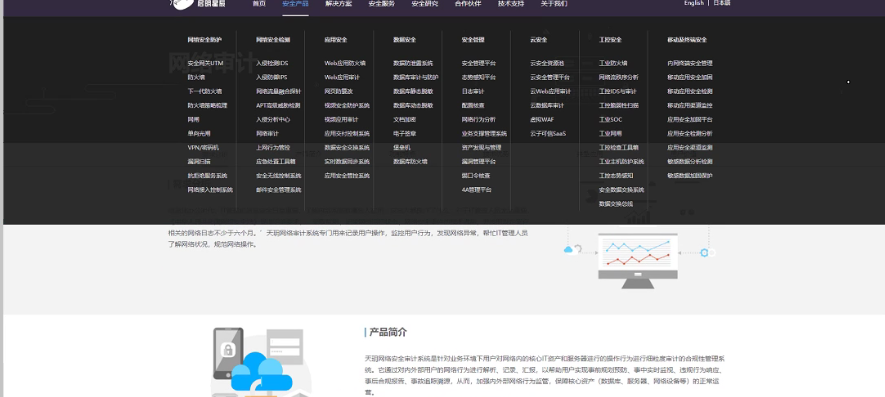 启明星辰
首页 安全产品 解决方案 安全服务 安全研究 合作伙伴 技术支持 关于我们
English | 日本語
网络安全防护
安全网关UTM
防火墙
下一代防火墙
防火墙策略梳理
网闸
单向光闸
VPN/密码机
漏洞扫描
抗拒绝服务系统
网络接入控制系统
网络安全检测
入侵检测IDS
入侵防御IPS
网络流量融合探针
APT高级威胁检测
入侵分析中心
网络审计
上网行为管控
应急处置工具箱
安全无线控制系统
邮件安全管理系统
应用安全
Web应用防火墙
Web应用审计
网页防篡改
视频安全防护系统
视频应用审计
应用交付控制系统
数据安全交换系统
实时数据同步系统
应用安全管控系统
数据安全
数据防泄露系统
数据库审计与防护
数据库静态脱敏
数据库动态脱敏
文档加密
电子签章
堡垒机
数据库防火墙
安全管理
安全管理平台
态势感知平台
日志审计
配置核查
网络行为分析
业务支撑管理系统
资产发现与管理
漏洞管理平台
弱口令核查
4A管理平台
云安全
云安全资源池
云安全管理平台
云Web应用审计
云数据库审计
虚拟WAF
云子可信SaaS
工控安全
工业防火墙
网络流秩序分析
工控IDS与审计
工控脆弱性扫描
工业SOC
工业网闸
工控检查工具箱
工业主机防护系统
工控态势感知
安全数据交换系统
数据交换总线
移动及终端安全
内网终端安全管理
移动应用安全加固
移动应用安全检测
移动应用渠道监控
应用安全加固平台
应用安全检测分析
应用安全渠道监测
敏感数据分析检测
敏感数据加固保护
网络审计
相关的网络日志不少于六个月。’天玥网络审计系统专门用来记录用户操作，监控用户行为，发现网络异常，帮忙IT管理人员
了解网络状况，规范网络操作。
产品简介
天玥网络安全审计系统是针对业务环境下用户对网络内的核心IT资产和服务器进行的操作行为进行细粒度审计的合规性管理系
统。它通过对内外部用户的网络行为进行解析、记录、汇报，以帮助用户实现事前规划预防、事中实时监视、违规行为响应、
事后合规报告、事故追踪溯源，从而，加强内外部网络行为监管、保障核心资产（数据库、服务器、网络设备等）的正常运
营。